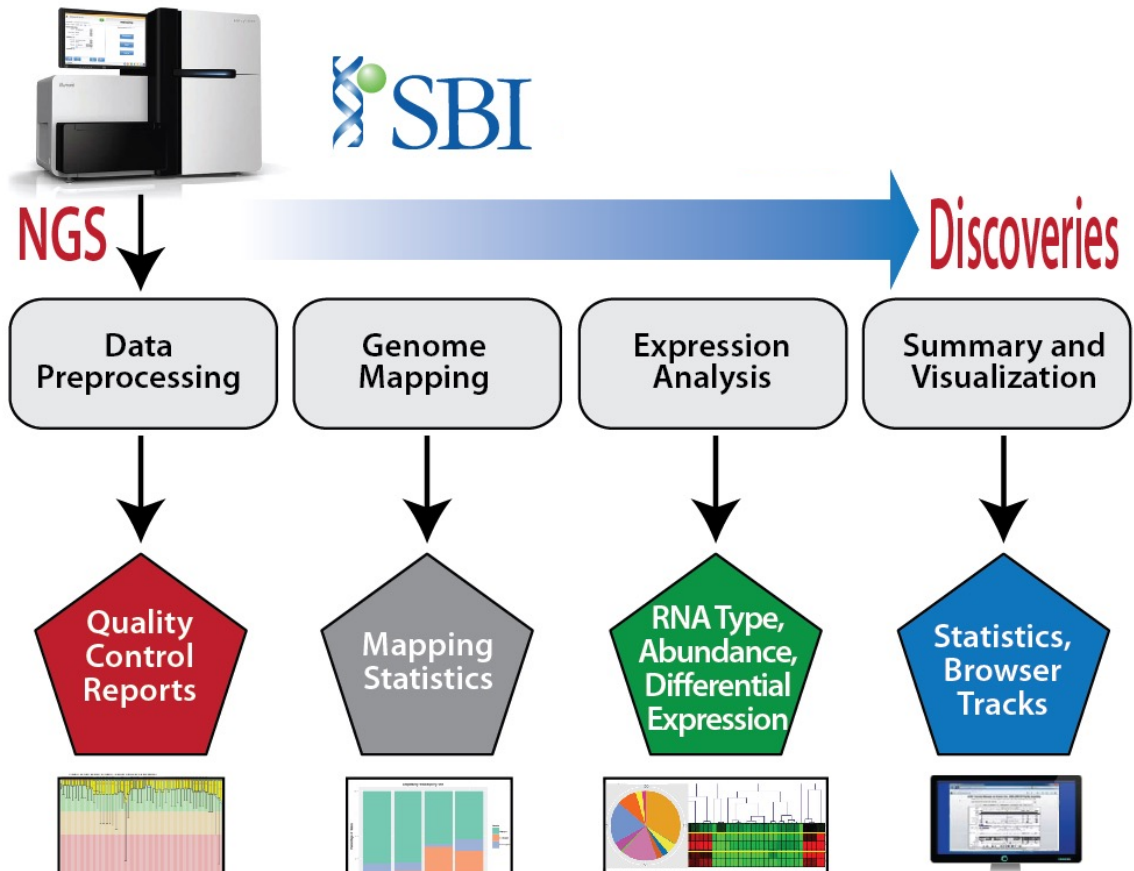 SBI
NGS
Discoveries
Data
Preprocessing
Genome
Mapping
Expression
Analysis
Summary and
Visualization
Quality
Control
Reports
Mapping
Statistics
RNA Type,
Abundance,
Differential
Expression
Statistics,
Browser
Tracks